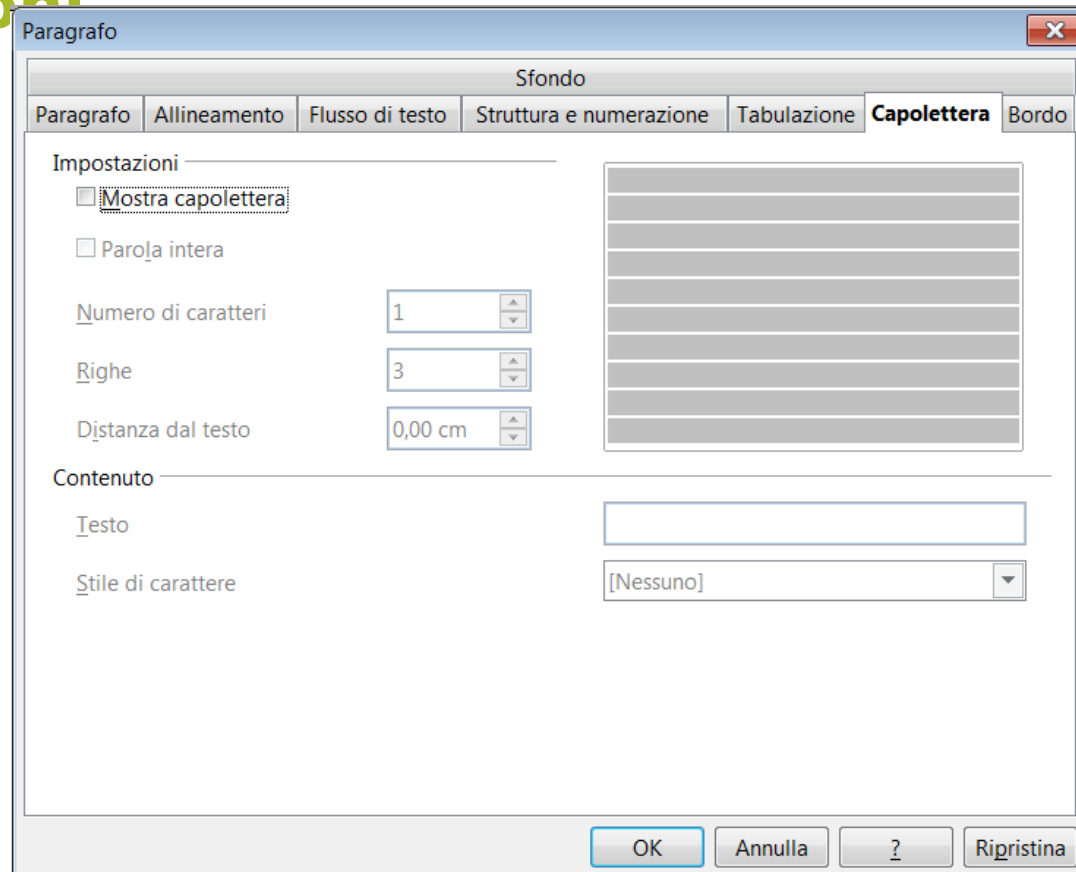 Paragrafo
Sfondo
Paragrafo Allineamento Flusso di testo Struttura e numerazione Tabulazione Capolettera Bordo
Impostazioni
Mostra capolettera
Parola intera
Numero di caratteri 1
Righe 3
Distanza dal testo 0,00 cm
Contenuto
Testo
Stile di carattere [Nessuno]
OK Annulla ? Ripristina